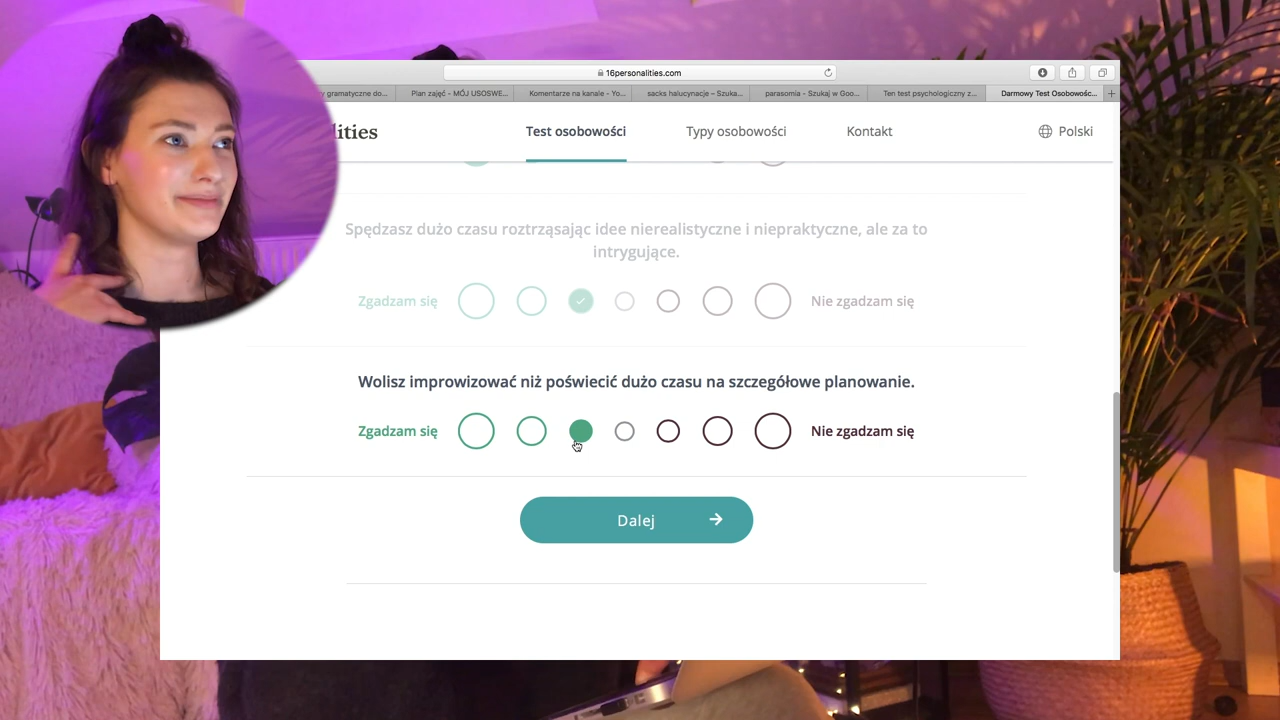 16personalities.com
y gramatyczne do...
Plan zajęć - MÓJ USOSWE...
Komentarze na kanale - Yo...
sacks halucynacje – Szuka...
parasomia - Szukaj w Goo...
Ten test psychologiczny z...
Darmowy Test Osobowośc...
lities
Test osobowości
Typy osobowości
Kontakt
Polski
Spędzasz dużo czasu roztrząsając idee nierealistyczne i niepraktyczne, ale za to
intrygujące.
Zgadzam się
Nie zgadzam się
Wolisz improwizować niż poświecić dużo czasu na szczegółowe planowanie.
Zgadzam się
Nie zgadzam się
Dalej